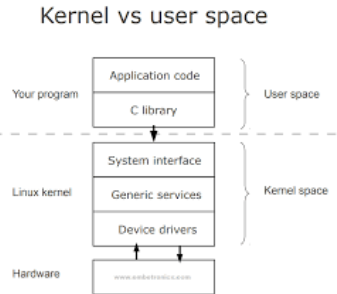 Kernel vs user space
Application code
Your program
C library
User space
System interface
Linux kernel
Generic services
Kernel space
Device drivers
Hardware
www.embetronicx.com